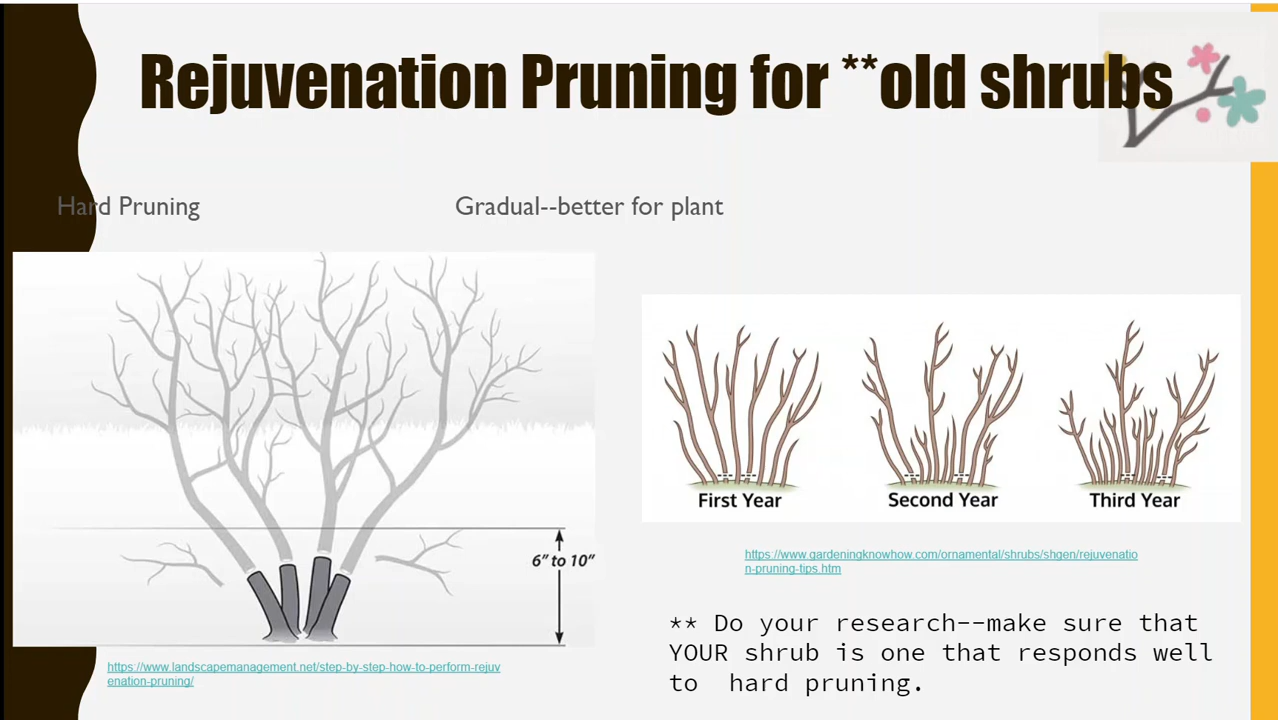 Rejuvenation Pruning for **old shrubs
Hard Pruning
Gradual--better for plant
6” to 10”
First Year
Second Year
Third Year
https://www.landscapemanagement.net/step-by-step-how-to-perform-rejuv
enation-pruning/
https://www.gardeningknowhow.com/ornamental/shrubs/shgen/rejuvenatio
n-pruning-tips.htm
** Do your research--make sure that
YOUR shrub is one that responds well
to  hard pruning.